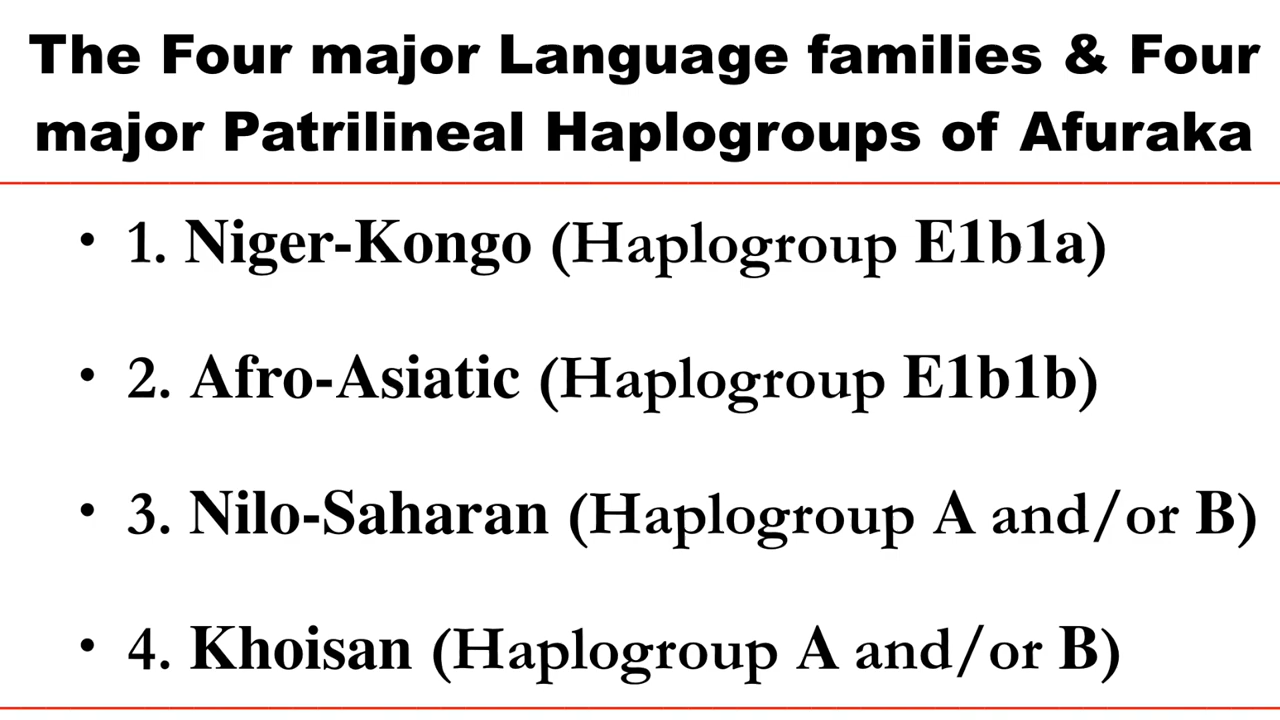 The Four major Language families & Four
major Patrilineal Haplogroups of Afuraka
• 1. Niger-Kongo (Haplogroup E1b1a)
• 2. Afro-Asiatic (Haplogroup E1b1b)
• 3. Nilo-Saharan (Haplogroup A and/or B)
• 4. Khoisan (Haplogroup A and/or B)